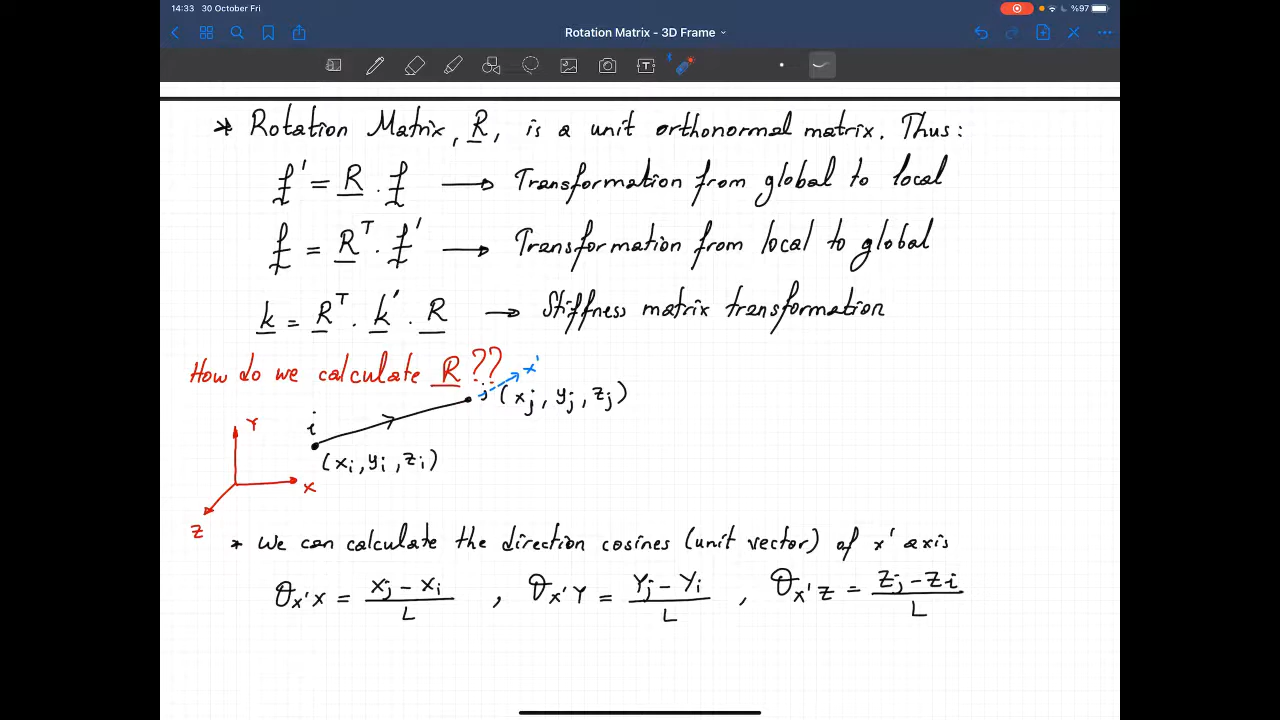 14:33 30 October Fri %97
Rotation Matrix - 3D Frame
* Rotation Matrix, R, is a unit orthonormal matrix. Thus:
f' = R . f → Transformation from global to local
f = Rᵀ . f' → Transformation from local to global
k = Rᵀ . k' . R → Stiffness matrix transformation
How do we calculate R??
x'
j (xj, yj, zj)
i
Y
(xi, yi, zi)
X
Z
* We can calculate the direction cosines (unit vector) of x' axis
θx'X = Xj - Xi / L , θx'Y = Yj - Yi / L , θx'Z = Zj - Zi / L